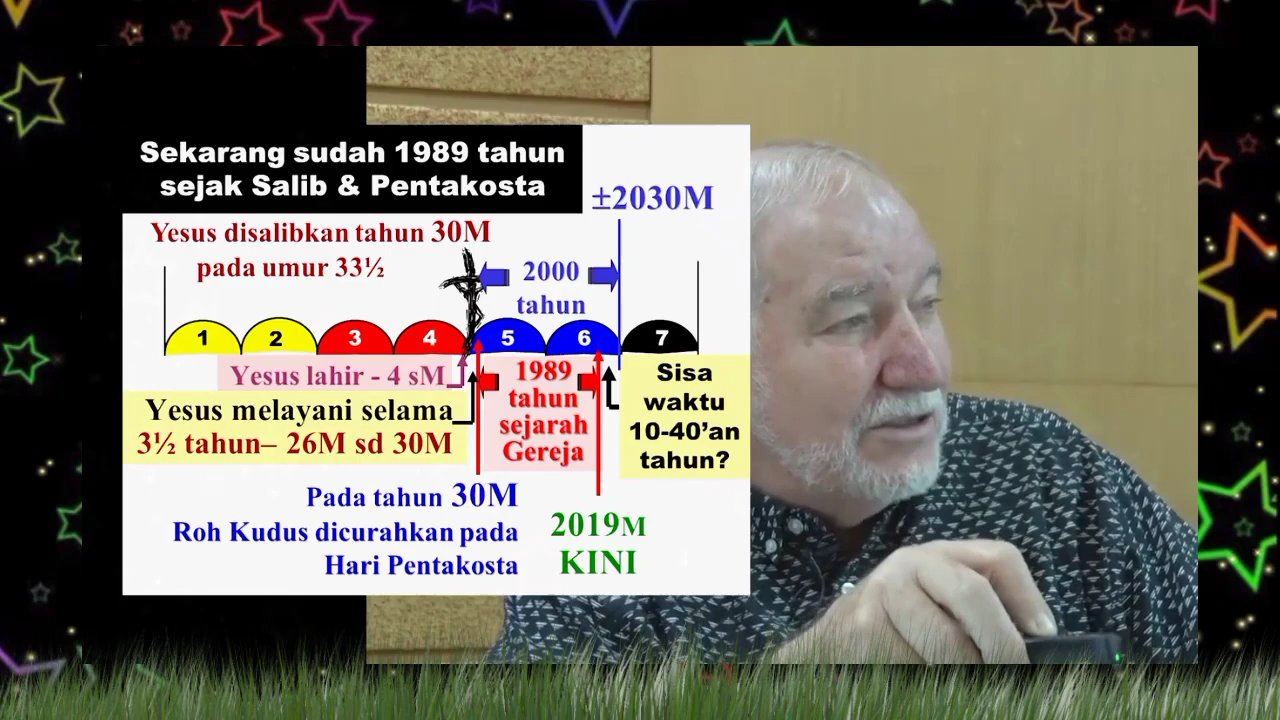 Sekarang sudah 1989 tahun
sejak Salib & Pentakosta
±2030M
Yesus disalibkan tahun 30M
pada umur 33½
2000
tahun
1 2 3 4 5 6 7
Yesus lahir - 4 sM
Yesus melayani selama
3½ tahun– 26M sd 30M
1989
tahun
sejarah
Gereja
Sisa
waktu
10-40’an
tahun?
Pada tahun 30M
Roh Kudus dicurahkan pada
Hari Pentakosta
2019M
KINI